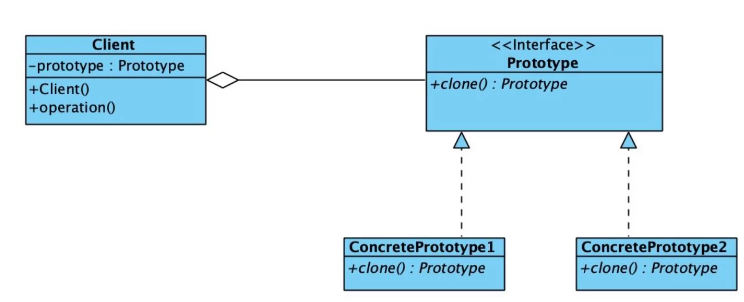 Client
-prototype : Prototype
+Client()
+operation()
<<Interface>>
Prototype
+clone() : Prototype
ConcretePrototype1
+clone() : Prototype
ConcretePrototype2
+clone() : Prototype